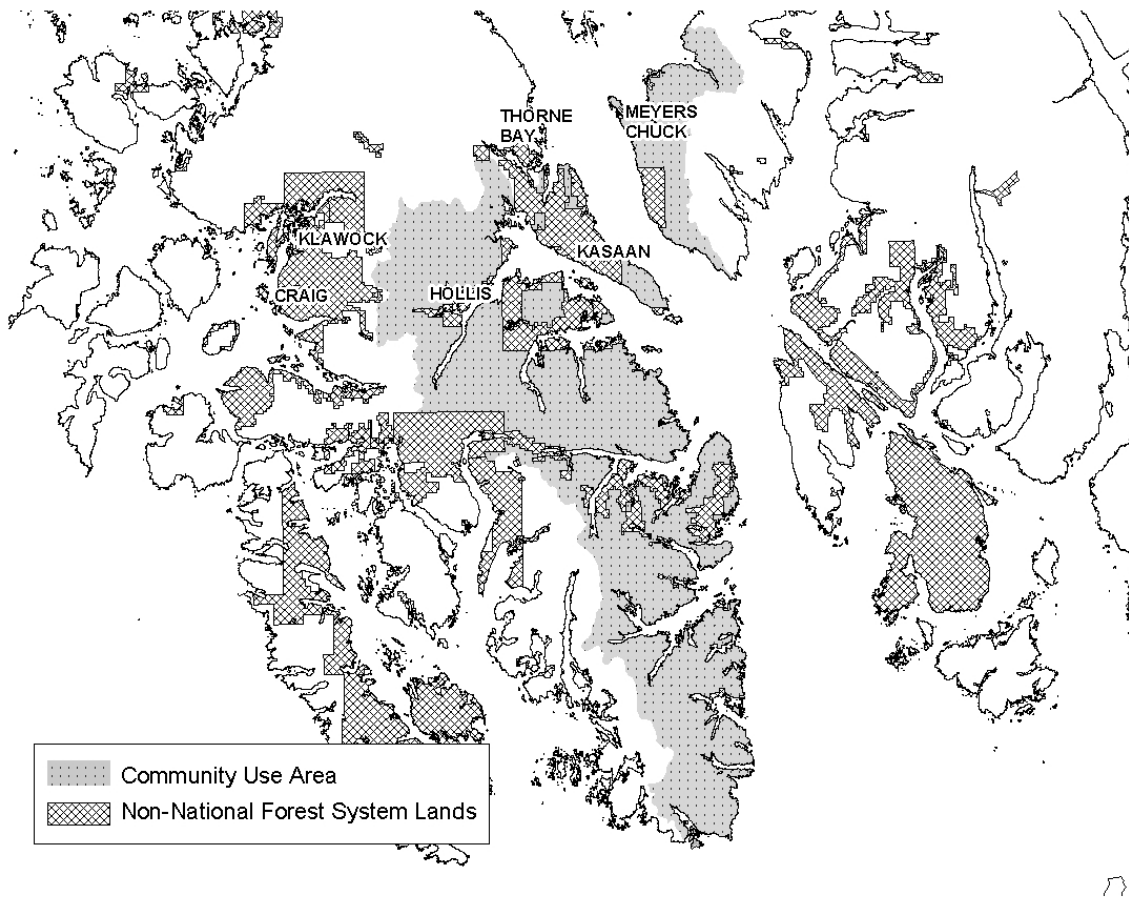 THORNE
BAY
MEYERS
CHUCK
KLAWOCK
KASAAN
CRAIG
HOLLIS
Community Use Area
Non-National Forest System Lands